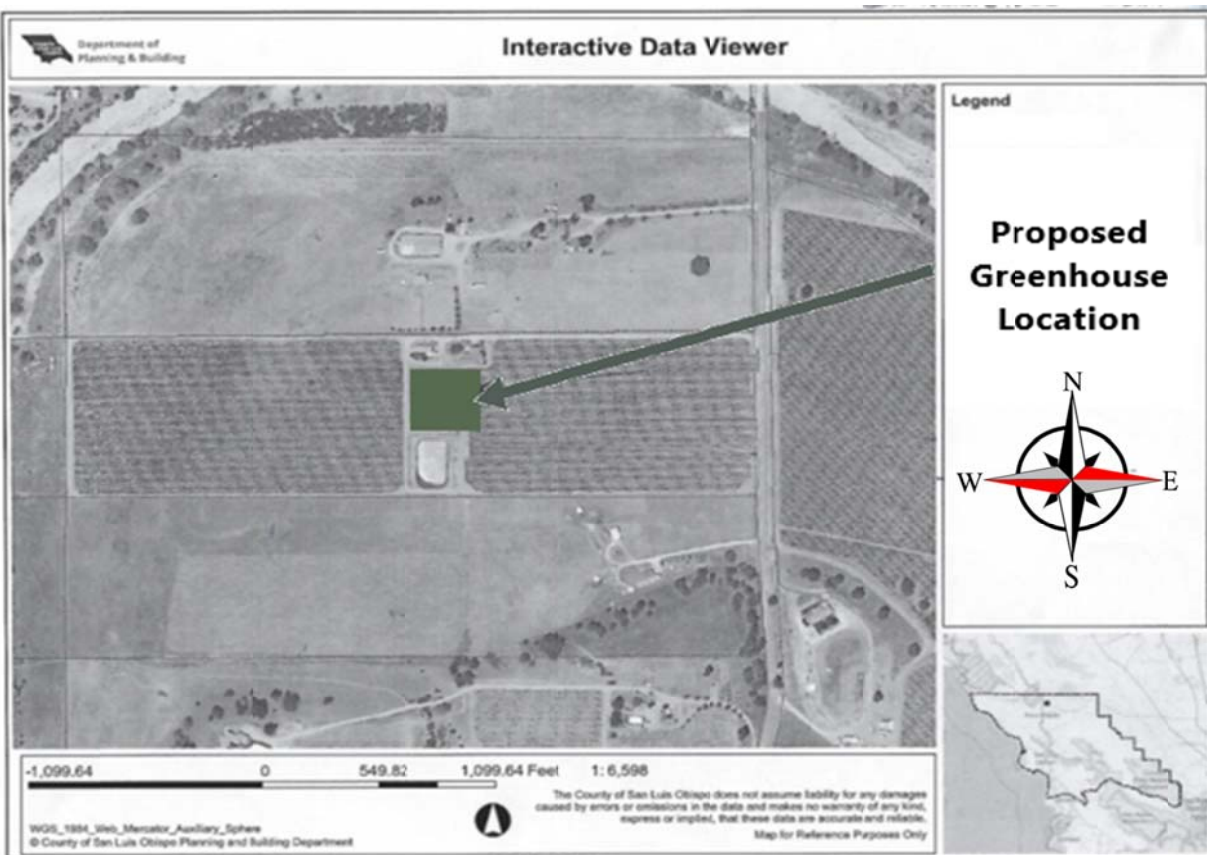 Department of
Planning & Building
Interactive Data Viewer
Legend
Proposed
Greenhouse
Location
N
W
E
S
-1,099.64 0 549.82 1,099.64 Feet 1: 6,598
The County of San Luis Obispo does not assume liability for any damages
caused by errors or omissions in the data and makes no warranty of any kind,
express or implied, that these data are accurate and reliable.
Map for Reference Purposes Only
WGS_1984_Web_Mercator_Auxiliary_Sphere
© County of San Luis Obispo Planning and Building Department